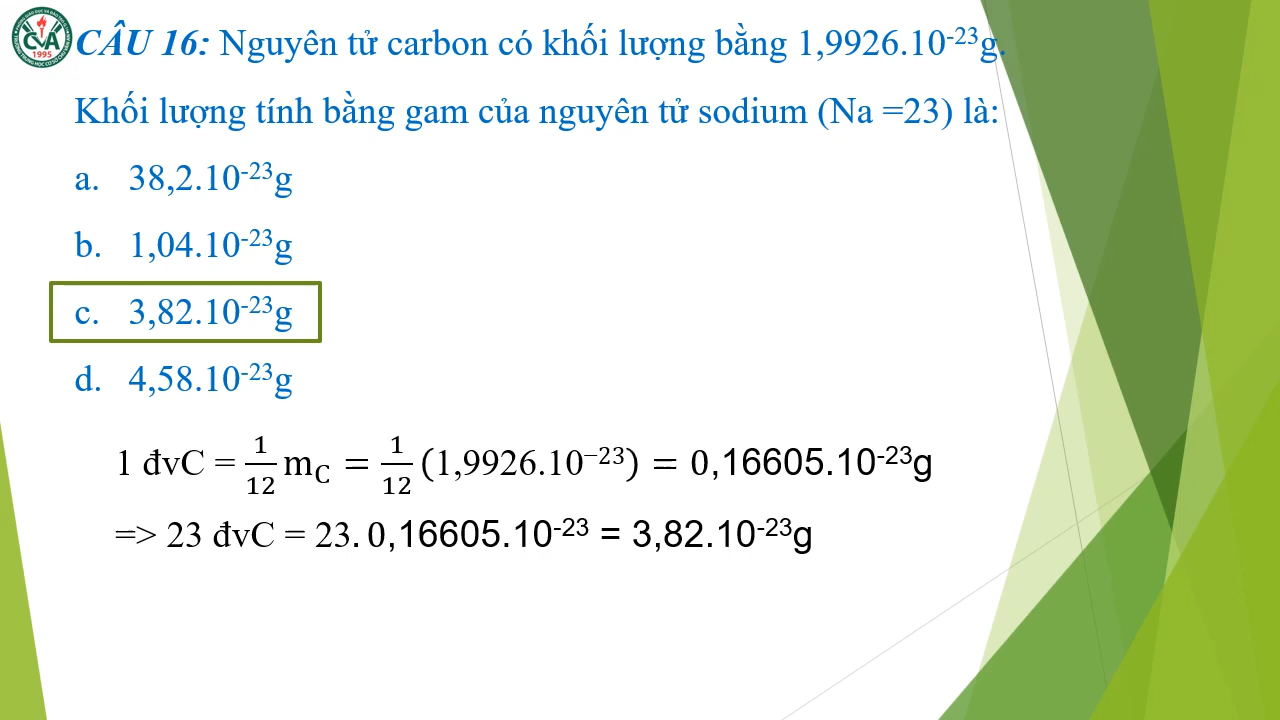 CVA
1995
CÂU 16: Nguyên tử carbon có khối lượng bằng 1,9926.10⁻²³g.
Khối lượng tính bằng gam của nguyên tử sodium (Na =23) là:
a. 38,2.10⁻²³g
b. 1,04.10⁻²³g
c. 3,82.10⁻²³g
d. 4,58.10⁻²³g
1 đvC = 1/12 m_C = 1/12 (1,9926.10⁻²³) = 0,16605.10⁻²³g
=> 23 đvC = 23. 0,16605.10⁻²³ = 3,82.10⁻²³g